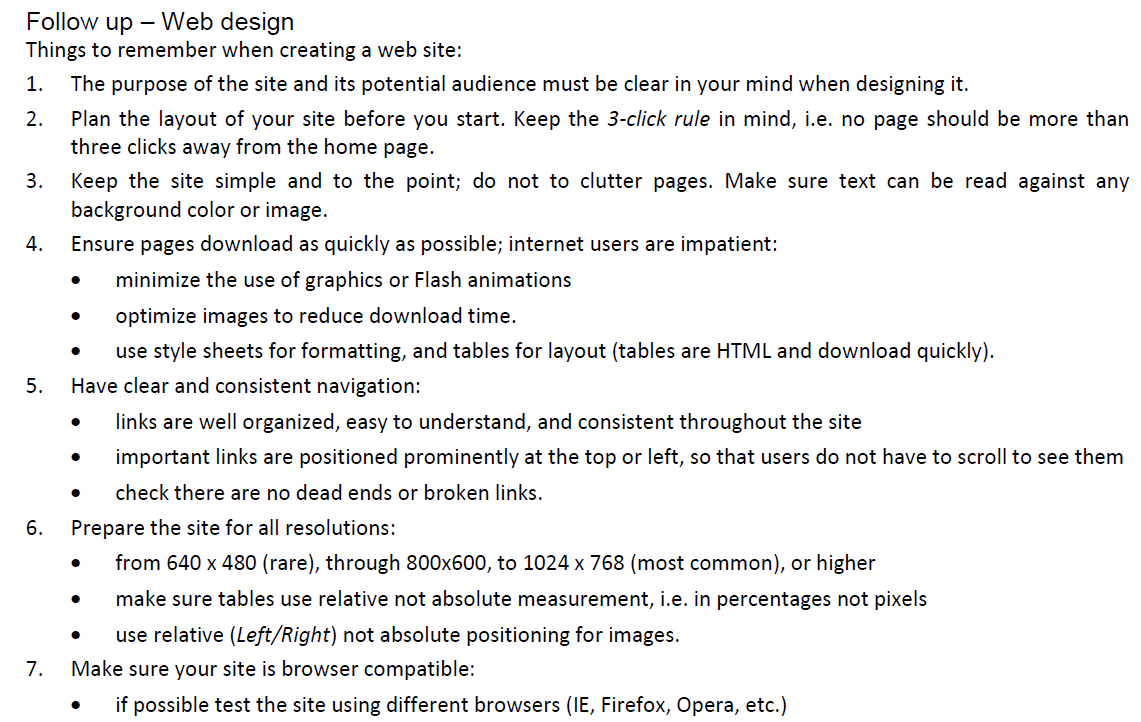 Follow up – Web design
Things to remember when creating a web site:
1. The purpose of the site and its potential audience must be clear in your mind when designing it.
2. Plan the layout of your site before you start. Keep the 3-click rule in mind, i.e. no page should be more than
three clicks away from the home page.
3. Keep the site simple and to the point; do not to clutter pages. Make sure text can be read against any
background color or image.
4. Ensure pages download as quickly as possible; internet users are impatient:
• minimize the use of graphics or Flash animations
• optimize images to reduce download time.
• use style sheets for formatting, and tables for layout (tables are HTML and download quickly).
5. Have clear and consistent navigation:
• links are well organized, easy to understand, and consistent throughout the site
• important links are positioned prominently at the top or left, so that users do not have to scroll to see them
• check there are no dead ends or broken links.
6. Prepare the site for all resolutions:
• from 640 x 480 (rare), through 800x600, to 1024 x 768 (most common), or higher
• make sure tables use relative not absolute measurement, i.e. in percentages not pixels
• use relative (Left/Right) not absolute positioning for images.
7. Make sure your site is browser compatible:
• if possible test the site using different browsers (IE, Firefox, Opera, etc.)